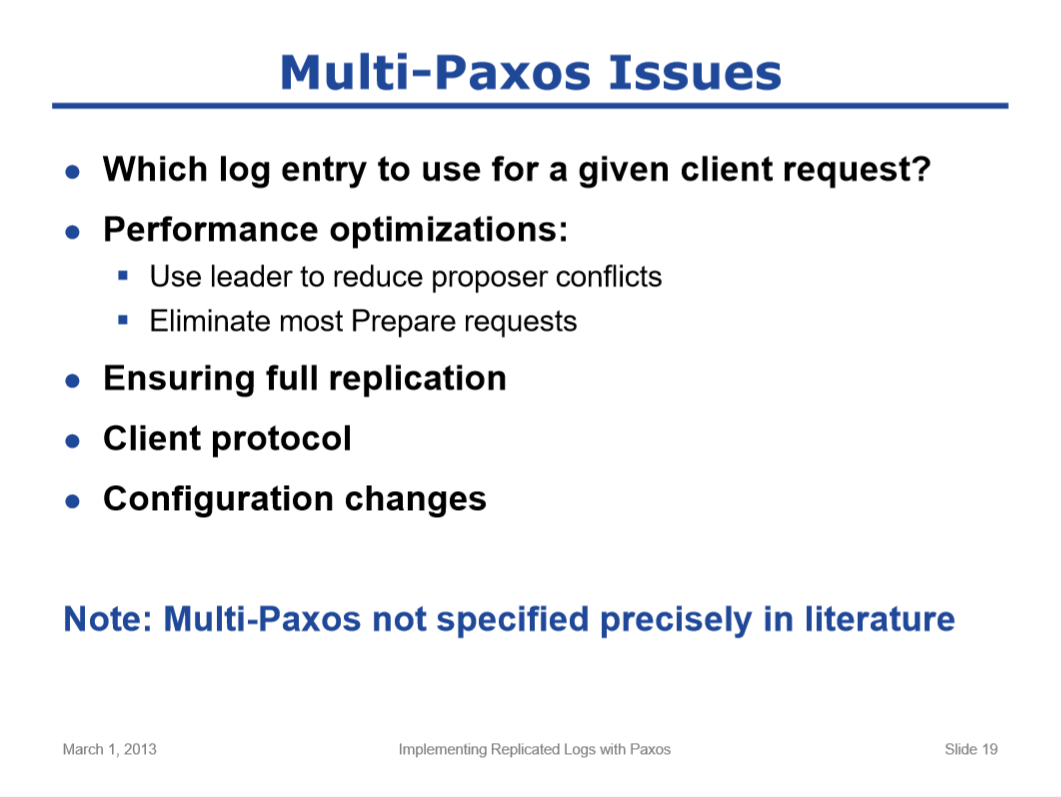 Multi-Paxos Issues
Which log entry to use for a given client request?
Performance optimizations:
Use leader to reduce proposer conflicts
Eliminate most Prepare requests
Ensuring full replication
Client protocol
Configuration changes
Note: Multi-Paxos not specified precisely in literature
March 1, 2013 Implementing Replicated Logs with Paxos Slide 19